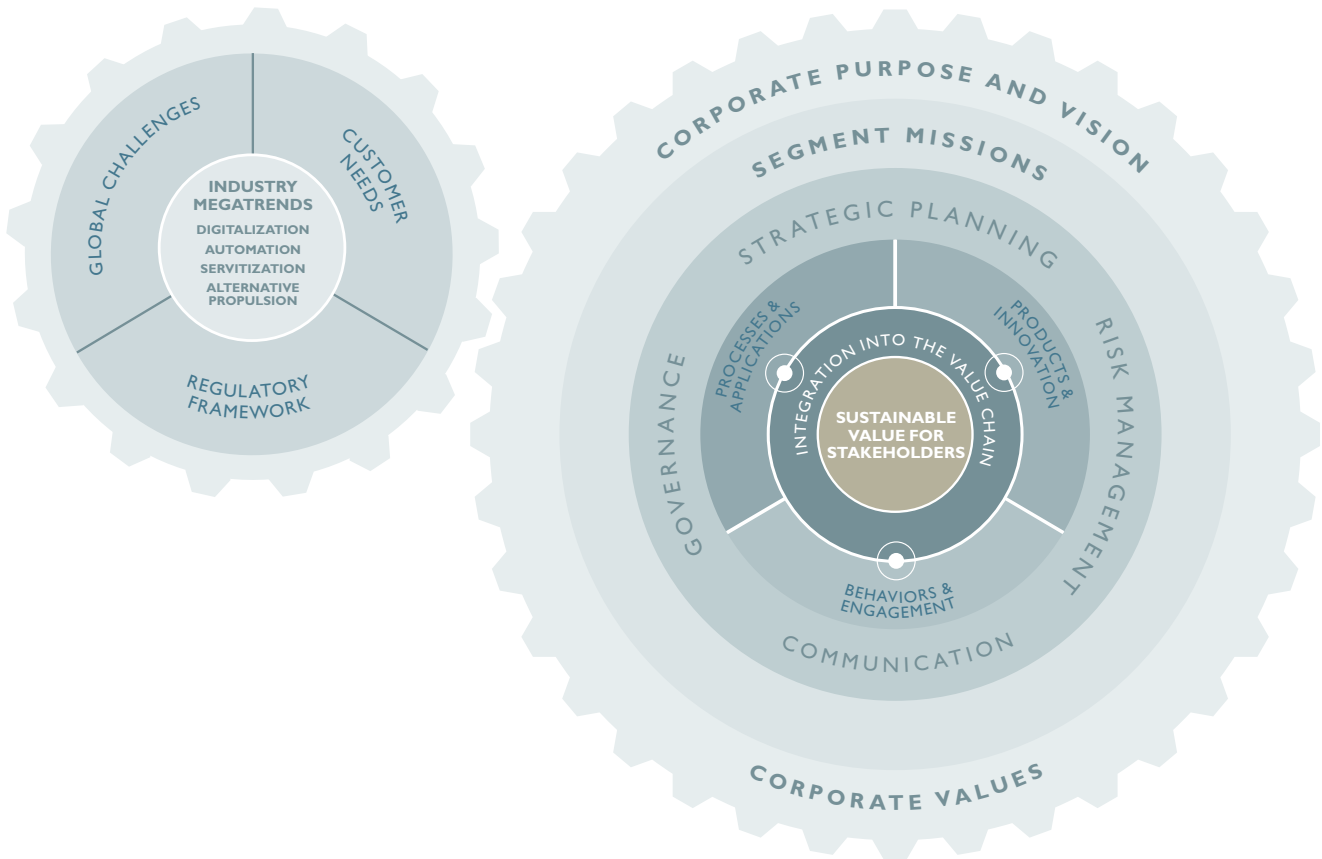 GLOBAL CHALLENGES
CUSTOMER
NEEDS
INDUSTRY
MEGATRENDS
DIGITALIZATION
AUTOMATION
SERVITIZATION
ALTERNATIVE
PROPULSION
REGULATORY
FRAMEWORK
CORPORATE PURPOSE AND VISION
SEGMENT MISSIONS
STRATEGIC PLANNING
GOVERNANCE
RISK MANAGEMENT
PROCESSES &
APPLICATIONS
PRODUCTS &
INNOVATION
INTEGRATION INTO THE VALUE CHAIN
SUSTAINABLE
VALUE FOR
STAKEHOLDERS
BEHAVIORS &
ENGAGEMENT
COMMUNICATION
CORPORATE VALUES